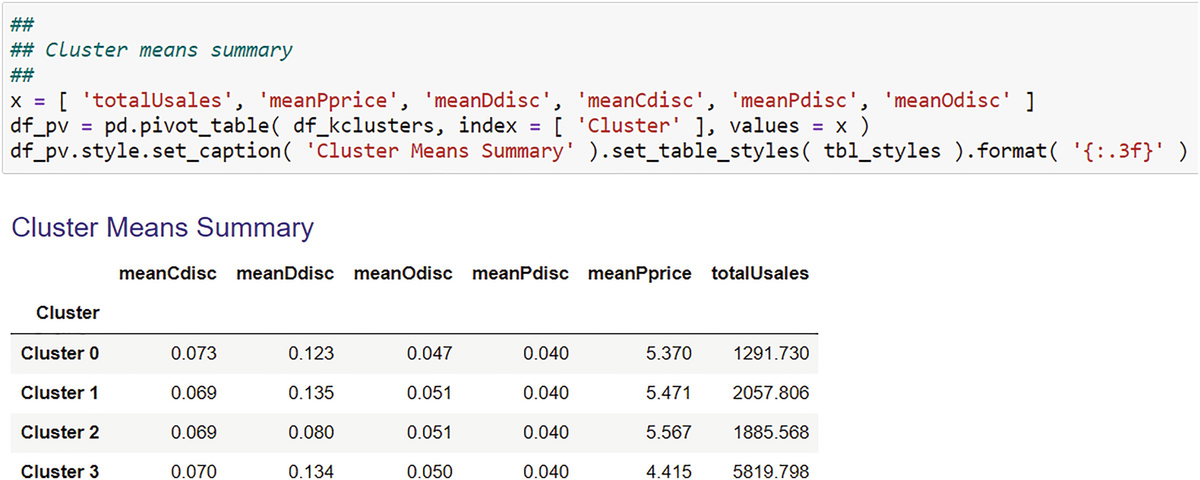 ##
## Cluster means summary
##
x = [ 'totalUsales', 'meanPprice', 'meanDdisc', 'meanCdisc', 'meanPdisc', 'meanOdisc' ]
df_pv = pd.pivot_table( df_kclusters, index = [ 'Cluster' ], values = x )
df_pv.style.set_caption( 'Cluster Means Summary' ).set_table_styles( tbl_styles ).format( '{:.3f}' )
Cluster Means Summary
meanCdisc meanDdisc meanOdisc meanPdisc meanPprice totalUsales
Cluster
Cluster 0 0.073 0.123 0.047 0.040 5.370 1291.730
Cluster 1 0.069 0.135 0.051 0.040 5.471 2057.806
Cluster 2 0.069 0.080 0.051 0.040 5.567 1885.568
Cluster 3 0.070 0.134 0.050 0.040 4.415 5819.798